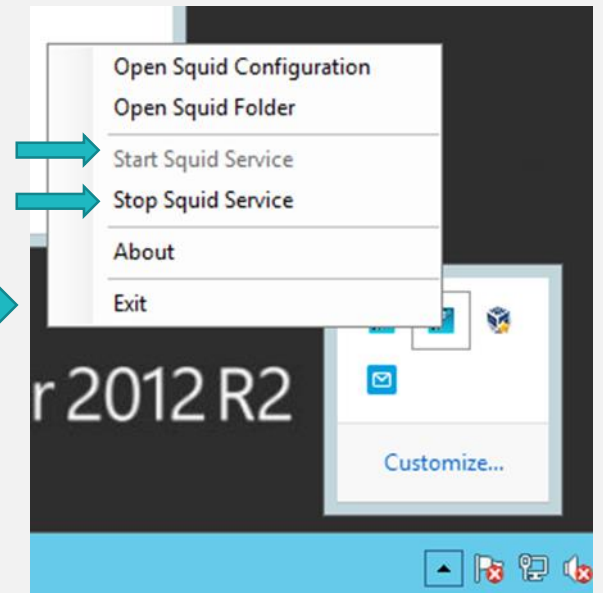 Open Squid Configuration
Open Squid Folder
Start Squid Service
Stop Squid Service
About
Exit
r 2012 R2
Customize...